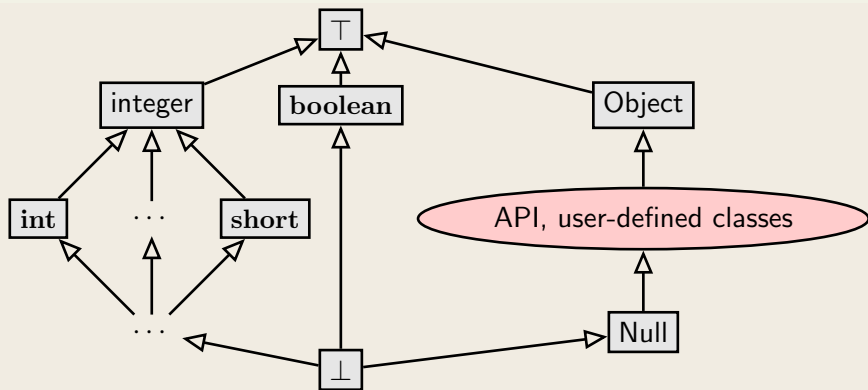 ⊤
integer
boolean
Object
int
...
short
API, user-defined classes
...
Null
⊥